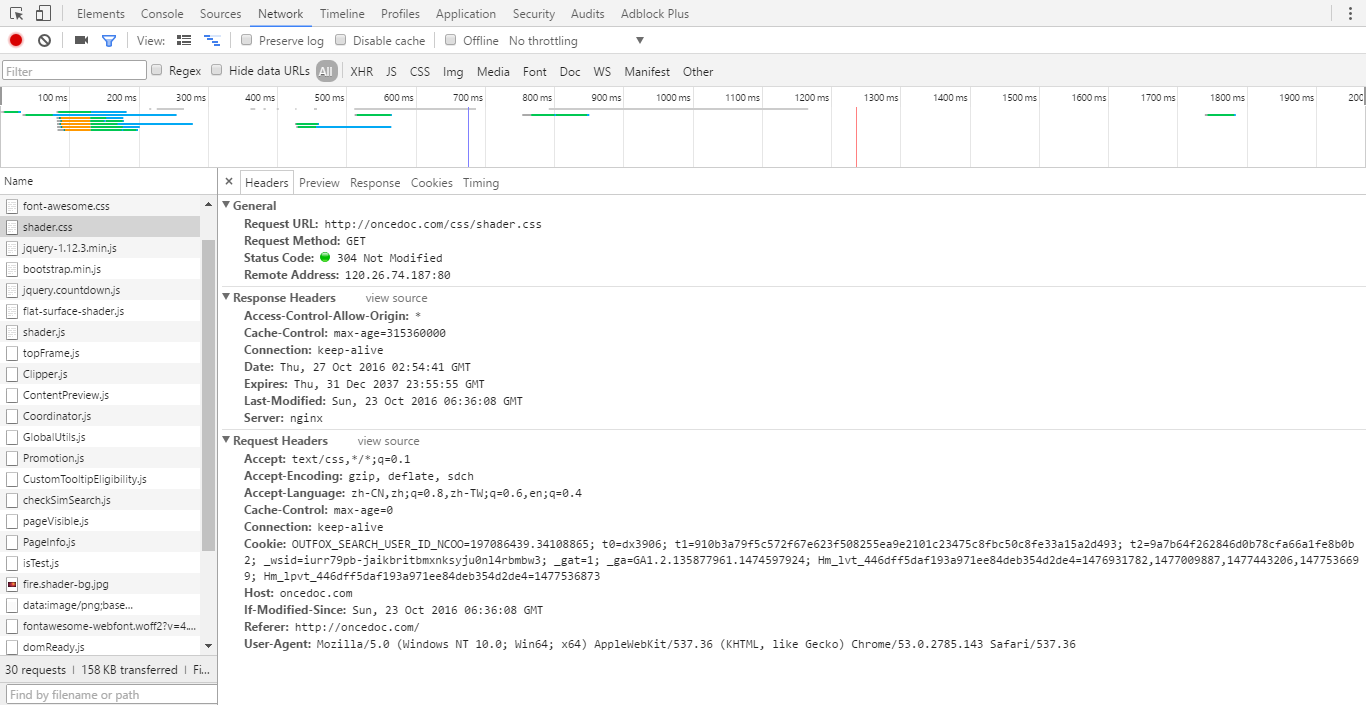 Elements Console Sources Network Timeline Profiles Application Security Audits Adblock Plus
View: Preserve log Disable cache Offline No throttling
Filter Regex Hide data URLs All XHR JS CSS Img Media Font Doc WS Manifest Other
100 ms 200 ms 300 ms 400 ms 500 ms 600 ms 700 ms 800 ms 900 ms 1000 ms 1100 ms 1200 ms 1300 ms 1400 ms 1500 ms 1600 ms 1700 ms 1800 ms 1900 ms 200
Name
font-awesome.css
shader.css
jquery-1.12.3.min.js
bootstrap.min.js
jquery.countdown.js
flat-surface-shader.js
shader.js
topFrame.js
Clipper.js
ContentPreview.js
Coordinator.js
GlobalUtils.js
Promotion.js
CustomTooltipEligibility.js
checkSimSearch.js
pageVisible.js
PageInfo.js
isTest.js
fire.shader-bg.jpg
data:image/png;base...
fontawesome-webfont.woff2?v=4....
domReady.js
30 requests | 158 KB transferred | Fi...
Find by filename or path
× Headers Preview Response Cookies Timing
General
Request URL: http://oncedoc.com/css/shader.css
Request Method: GET
Status Code: 304 Not Modified
Remote Address: 120.26.74.187:80
Response Headers view source
Access-Control-Allow-Origin: *
Cache-Control: max-age=315360000
Connection: keep-alive
Date: Thu, 27 Oct 2016 02:54:41 GMT
Expires: Thu, 31 Dec 2037 23:55:55 GMT
Last-Modified: Sun, 23 Oct 2016 06:36:08 GMT
Server: nginx
Request Headers view source
Accept: text/css,*/*;q=0.1
Accept-Encoding: gzip, deflate, sdch
Accept-Language: zh-CN,zh;q=0.8,zh-TW;q=0.6,en;q=0.4
Cache-Control: max-age=0
Connection: keep-alive
Cookie: OUTFOX_SEARCH_USER_ID_NCOO=197086439.34108865; t0=dx3906; t1=910b3a79f5c572f67e623f508255ea9e2101c23475c8fbc50c8fe33a15a2d493; t2=9a7b64f262846d0b78cfa66a1fe8b0b
2; _wsid=iurr79pb-jaikbritbmxnksyju0nl4rbmbw3; _gat=1; _ga=GA1.2.135877961.1474597924; Hm_lvt_446dff5daf193a971ee84deb354d2de4=1476931782,1477009887,1477443206,147753669
9; Hm_lpvt_446dff5daf193a971ee84deb354d2de4=1477536873
Host: oncedoc.com
If-Modified-Since: Sun, 23 Oct 2016 06:36:08 GMT
Referer: http://oncedoc.com/
User-Agent: Mozilla/5.0 (Windows NT 10.0; Win64; x64) AppleWebKit/537.36 (KHTML, like Gecko) Chrome/53.0.2785.143 Safari/537.36